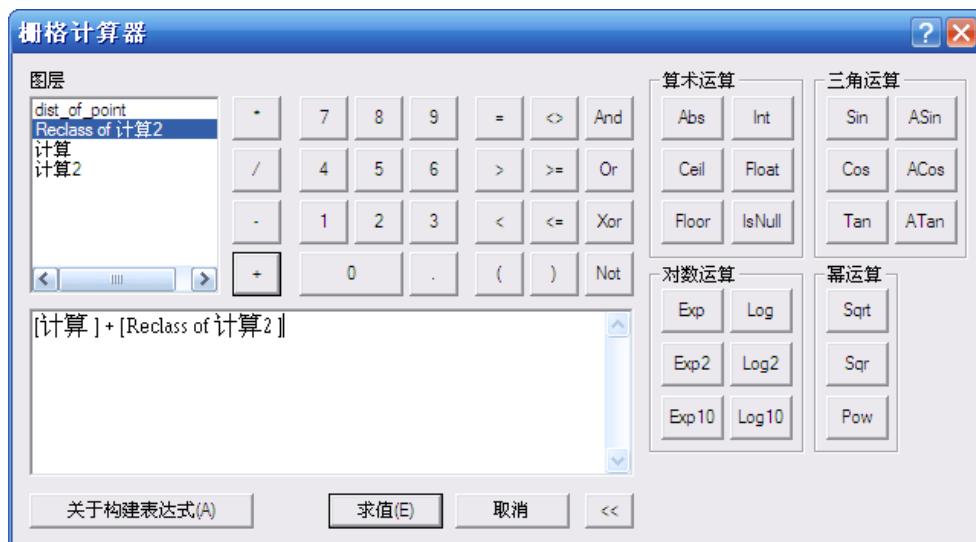 栅格计算器
图层
dist_of_point
Reclass of 计算2
计算
计算2
* 7 8 9 = <> And
/ 4 5 6 > >= Or
- 1 2 3 < <= Xor
+ 0 . ( ) Not
算术运算
Abs Int
Ceil Float
Floor IsNull
三角运算
Sin ASin
Cos ACos
Tan ATan
[计算 ] + [Reclass of 计算2 ]
对数运算
Exp Log
Exp2 Log2
Exp10 Log10
幂运算
Sqrt
Sqr
Pow
关于构建表达式(A) 求值(E) 取消 <<